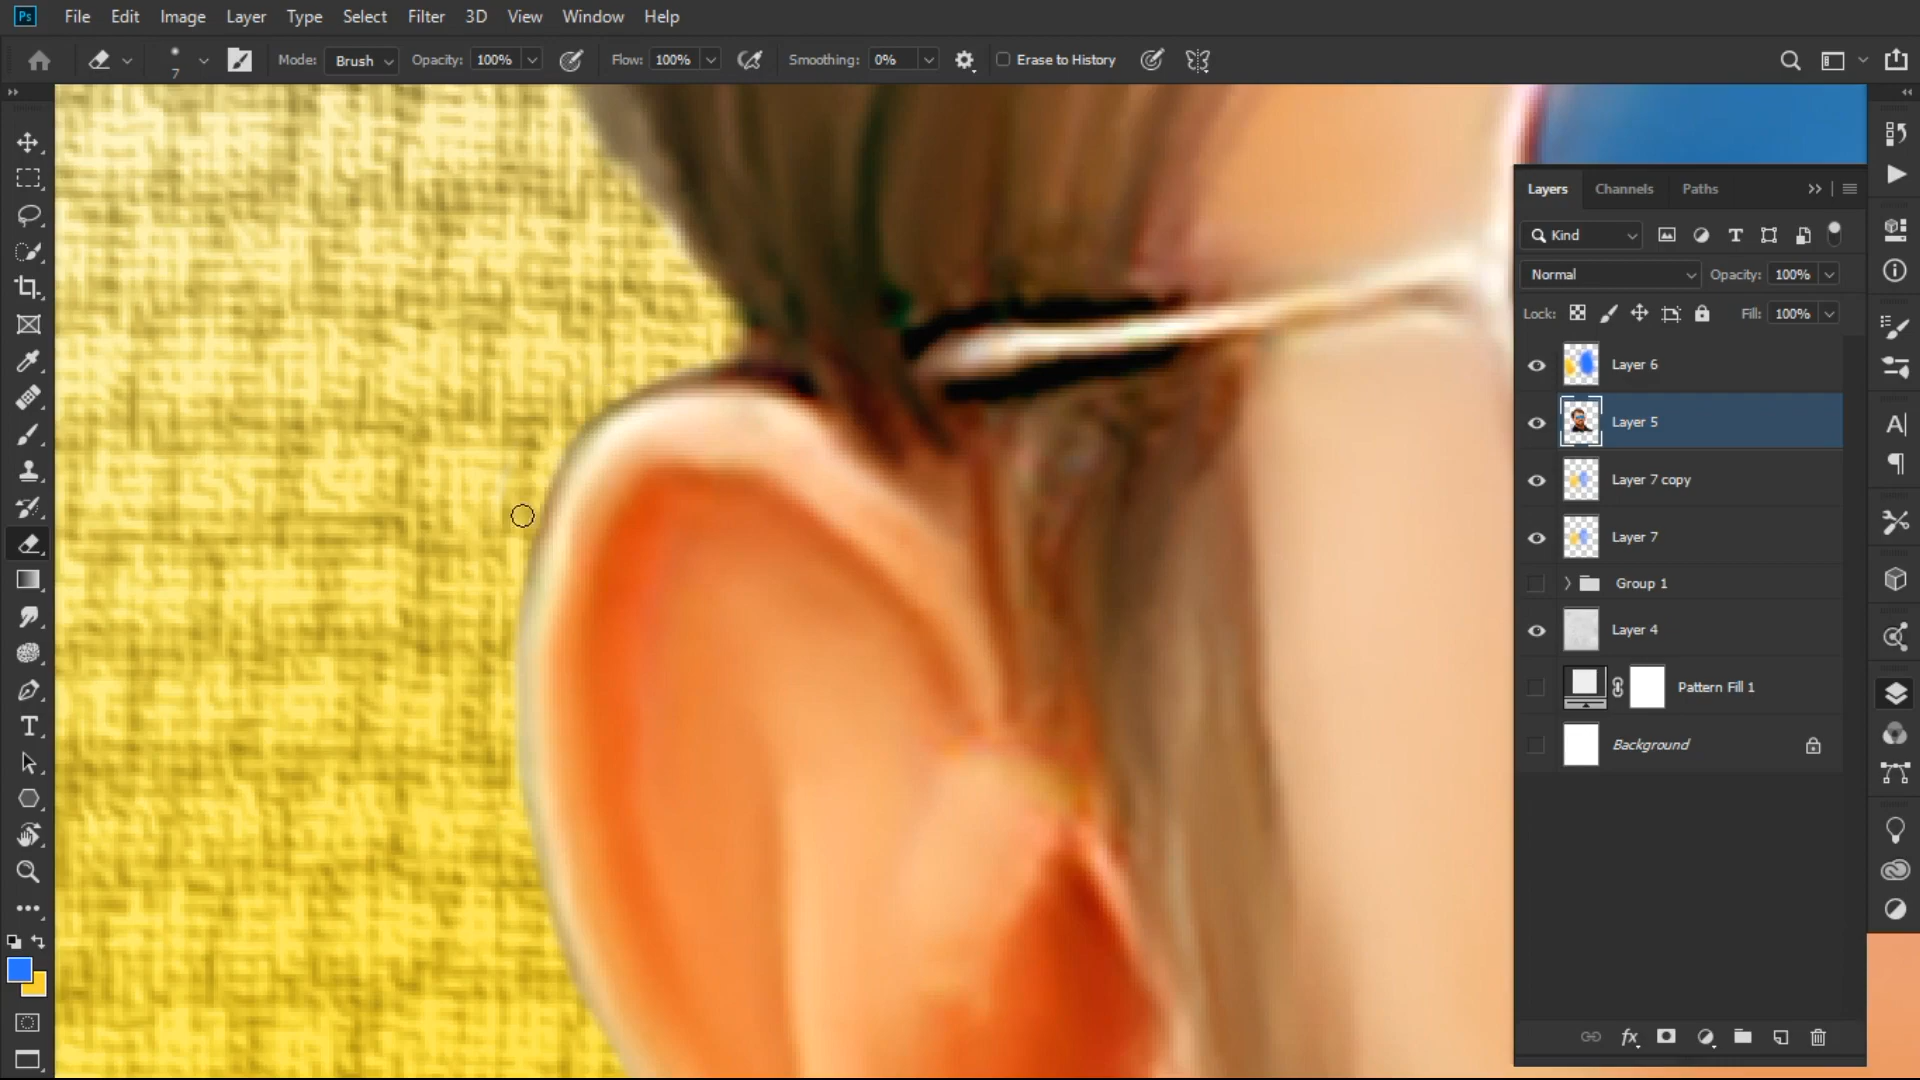 Ps File Edit Image Layer Type Select Filter 3D View Window Help
7 Mode: Brush Opacity: 100% Flow: 100% Smoothing: 0% Erase to History
Layers Channels Paths
Kind
Normal Opacity: 100%
Lock: Fill: 100%
Layer 6
Layer 5
Layer 7 copy
Layer 7
Group 1
Layer 4
Pattern Fill 1
Background